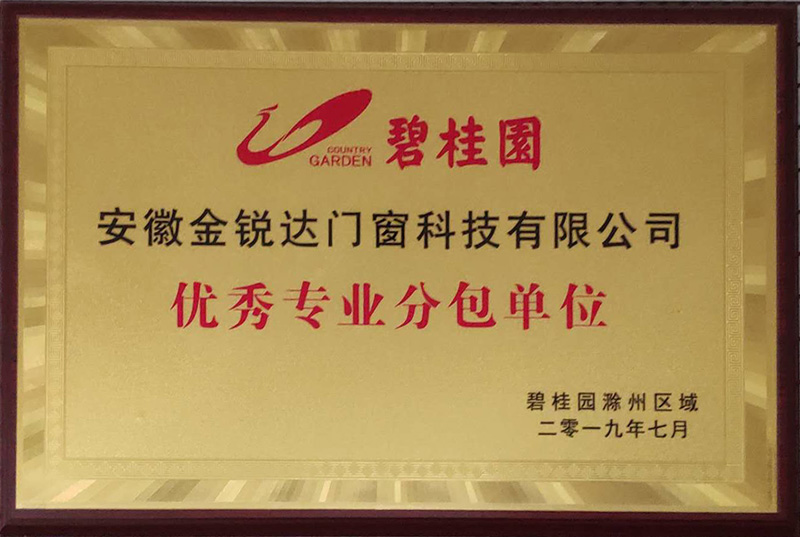 COUNTRY
GARDEN
碧桂園
安徽金锐达门窗科技有限公司
优秀专业分包单位
碧桂园滁州区域
二零一九年七月